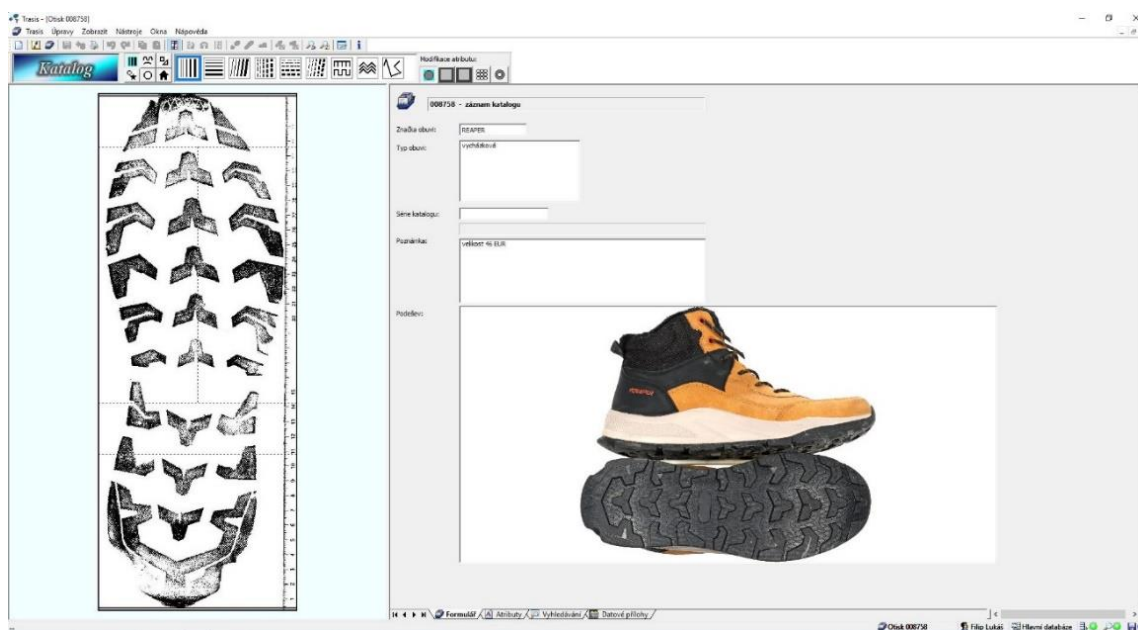 Trasis - [Otisk 008758]
Trasis Úpravy Zobrazit Nástroje Okna Nápověda
Katalog
Modifikace atributu:
008758 - záznam katalogu
Značka obuvi: REAPER
Typ obuvi: vycházková
Série katalogu:
Poznámka: velikost 46 EUR
Podešev:
Formulář Atributy Vyhledávání Datové přílohy
Otisk 008758 Filip Lukáš Hlavní databáze